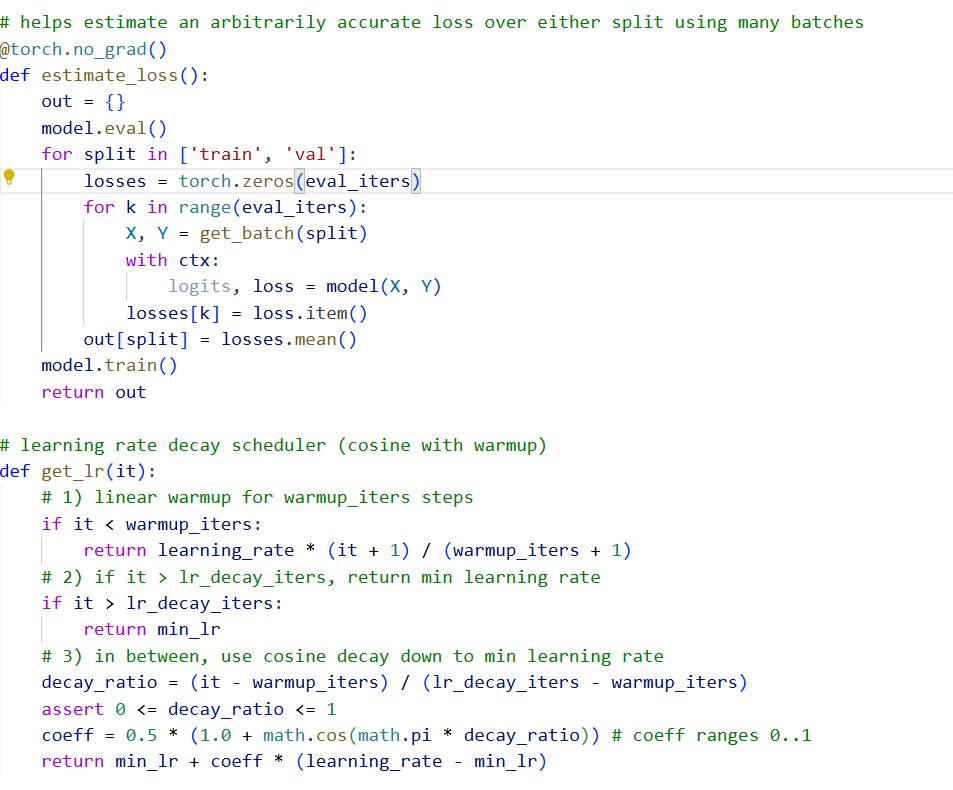 # helps estimate an arbitrarily accurate loss over either split using many batches
@torch.no_grad()
def estimate_loss():
    out = {}
    model.eval()
    for split in ['train', 'val']:
        losses = torch.zeros(eval_iters)
        for k in range(eval_iters):
            X, Y = get_batch(split)
            with ctx:
                logits, loss = model(X, Y)
            losses[k] = loss.item()
        out[split] = losses.mean()
    model.train()
    return out

# learning rate decay scheduler (cosine with warmup)
def get_lr(it):
    # 1) linear warmup for warmup_iters steps
    if it < warmup_iters:
        return learning_rate * (it + 1) / (warmup_iters + 1)
    # 2) if it > lr_decay_iters, return min learning rate
    if it > lr_decay_iters:
        return min_lr
    # 3) in between, use cosine decay down to min learning rate
    decay_ratio = (it - warmup_iters) / (lr_decay_iters - warmup_iters)
    assert 0 <= decay_ratio <= 1
    coeff = 0.5 * (1.0 + math.cos(math.pi * decay_ratio)) # coeff ranges 0..1
    return min_lr + coeff * (learning_rate - min_lr)